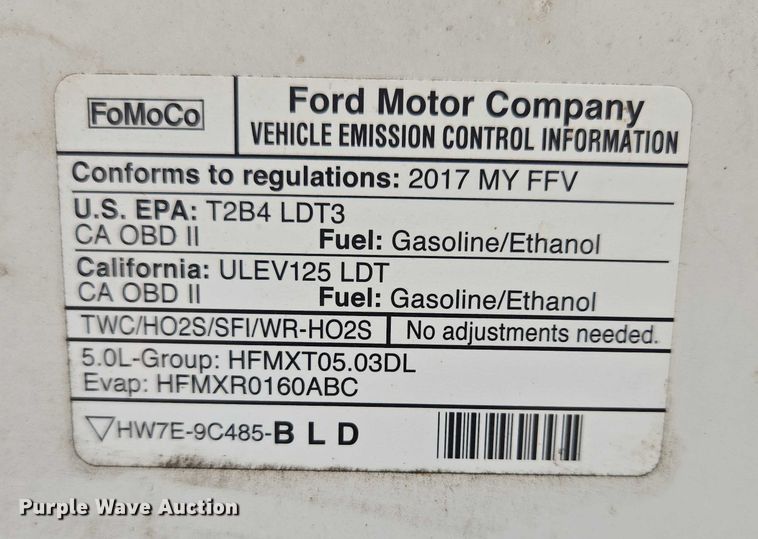 FoMoCo
Ford Motor Company
VEHICLE EMISSION CONTROL INFORMATION
Conforms to regulations: 2017 MY FFV
U.S. EPA: T2B4 LDT3
CA OBD II Fuel: Gasoline/Ethanol
California: ULEV125 LDT
CA OBD II Fuel: Gasoline/Ethanol
TWC/HO2S/SFI/WR-HO2S No adjustments needed.
5.0L-Group: HFMXT05.03DL
Evap: HFMXR0160ABC
HW7E-9C485-BLD
Purple Wave Auction